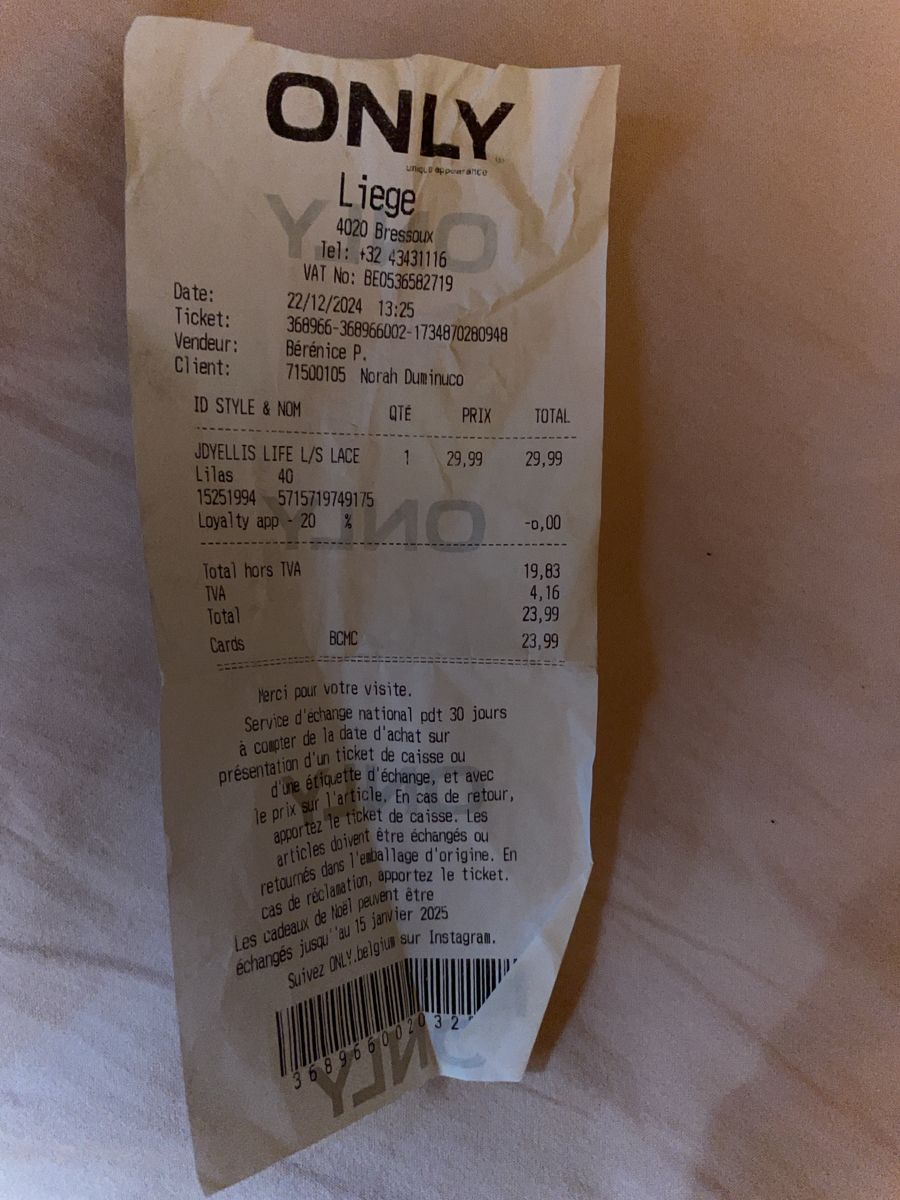 ONLY
unique appearance
Liege
4020 Bressoux
Tel: +32 43431116
VAT No: BE0536582719
Date: 22/12/2024 13:25
Ticket: 368966-368966002-1734870280948
Vendeur: Bérénice P.
Client: 71500105 Norah Duminuco
ID STYLE & NOM QTÉ PRIX TOTAL
JDYELLIS LIFE L/S LACE 1 29,99 29,99
Lilas 40
15251994 5715719749175
Loyalty app - 20 % -,00
Total hors TVA 19,83
TVA 4,16
Total 23,99
Cards BCMC 23,99
Merci pour votre visite.
Service d'échange national pdt 30 jours
à compter de la date d'achat sur
présentation d'un ticket de caisse ou
d'une étiquette d'échange, et avec
le prix sur l'article. En cas de retour,
apportez le ticket de caisse. Les
articles doivent être échangés ou
retournés dans l'emballage d'origine. En
cas de réclamation, apportez le ticket.
Les cadeaux de Noël peuvent être
échangés jusqu''au 15 janvier 2025
Suivez ONLY.belgium sur Instagram.
368966002032